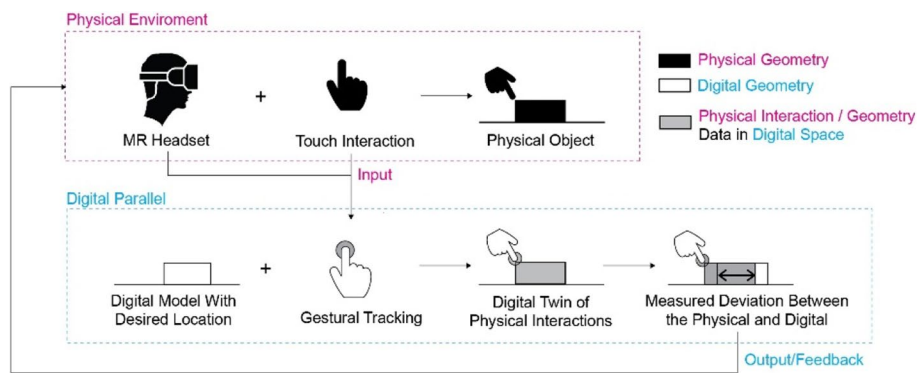 Physical Enviroment
Physical Geometry
Digital Geometry
Physical Interaction / Geometry
Data in Digital Space
+
MR Headset
Touch Interaction
Physical Object
Input
Digital Parallel
+
Digital Model With
Desired Location
Gestural Tracking
Digital Twin of
Physical Interactions
Measured Deviation Between
the Physical and Digital
Output/Feedback